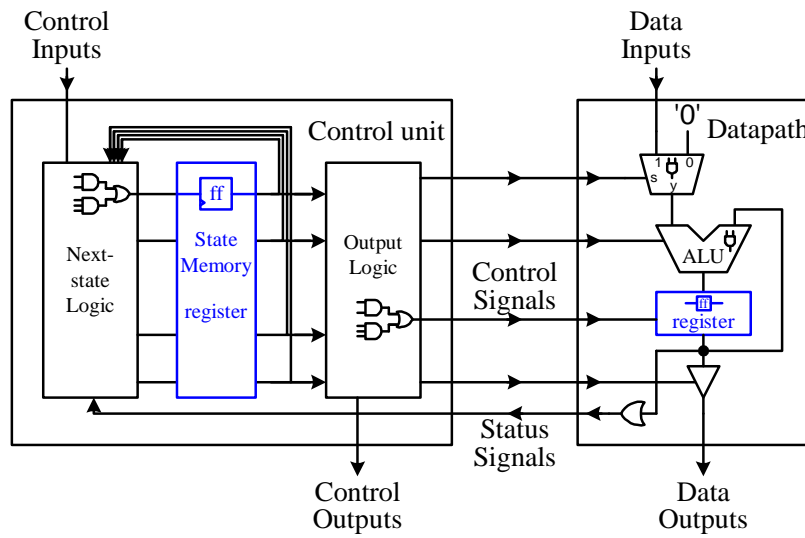 Control
Inputs
Data
Inputs
Control unit
'0'
Datapath
1 0
s
y
ff
State
Memory
register
Next-
state
Logic
Output
Logic
ALU
Control
Signals
ff
register
Status
Signals
Control
Outputs
Data
Outputs